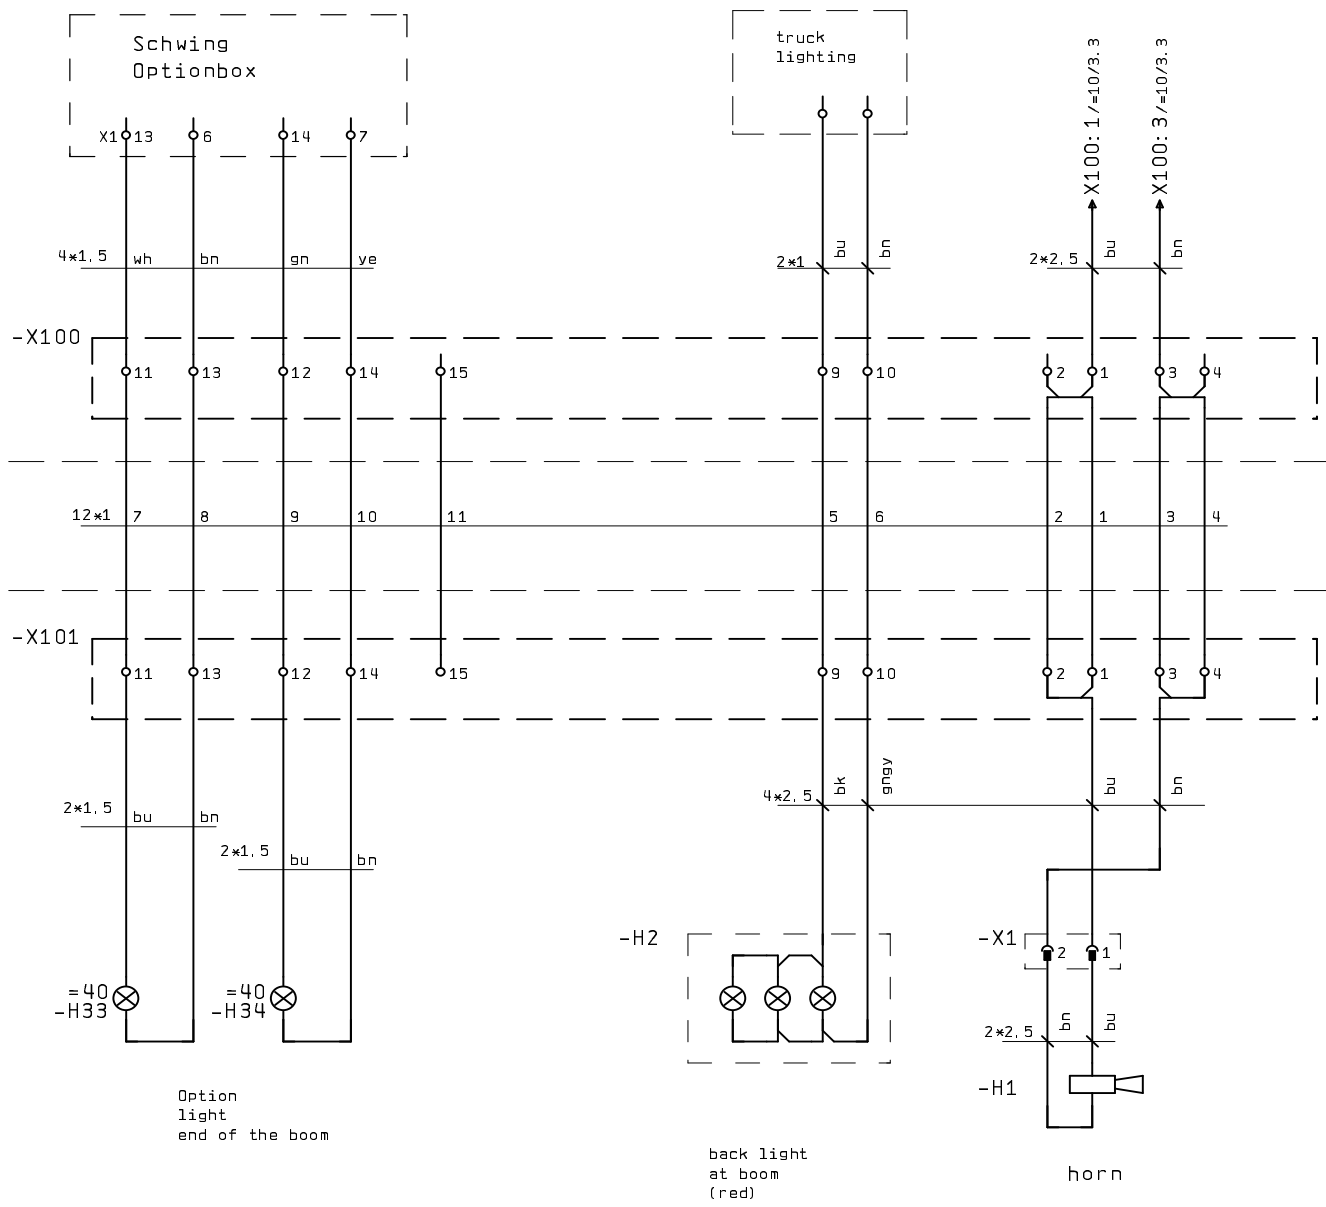 Schwing
Optionbox
truck
lighting
X100: 1/=10/3.3
X100: 3/=10/3.3
X1 13 6 14 7
4*1,5 wh bn gn ye
2*1 bu bn
2*2,5 bu bn
-X100
11 13 12 14 15 9 10 2 1 3 4
12*1 7 8 9 10 11 5 6 2 1 3 4
-X101
11 13 12 14 15 9 10 2 1 3 4
4*2,5 bk gngy bu bn
2*1,5 bu bn
2*1,5 bu bn
-H2
-X1 2 1
=40
-H33
=40
-H34
2*2,5 bn bu
-H1
Option
light
end of the boom
back light
at boom
(red)
horn